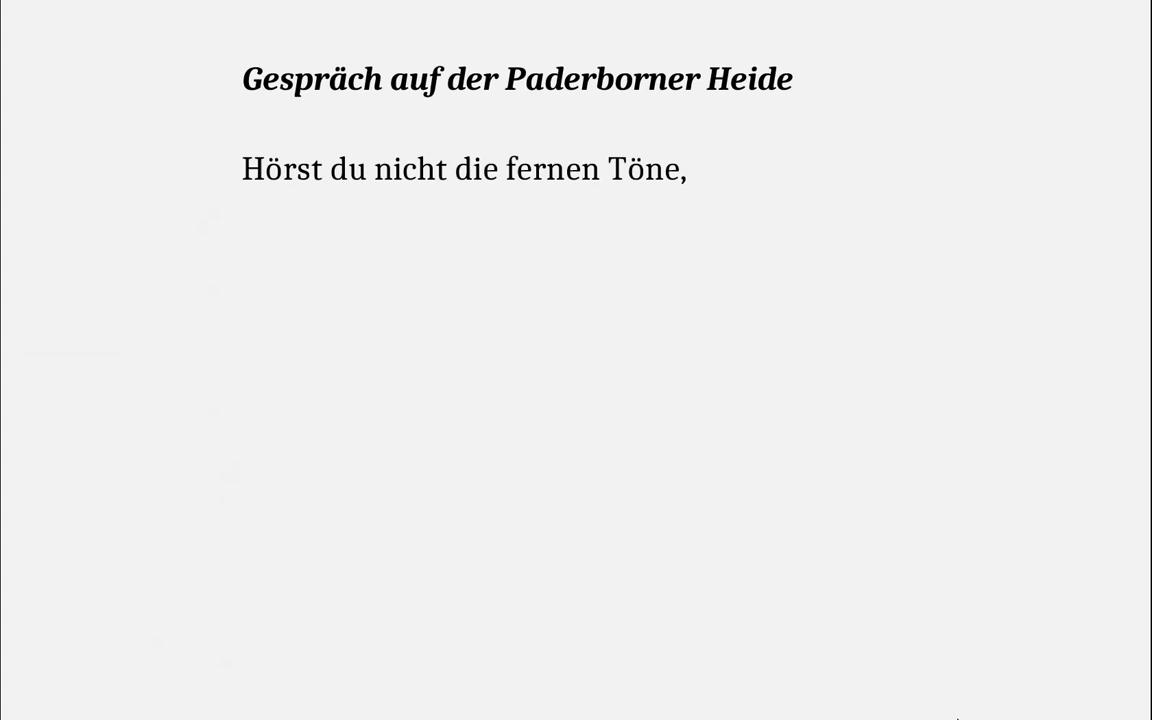 Gespräch auf der Paderborner Heide
Hörst du nicht die fernen Töne,